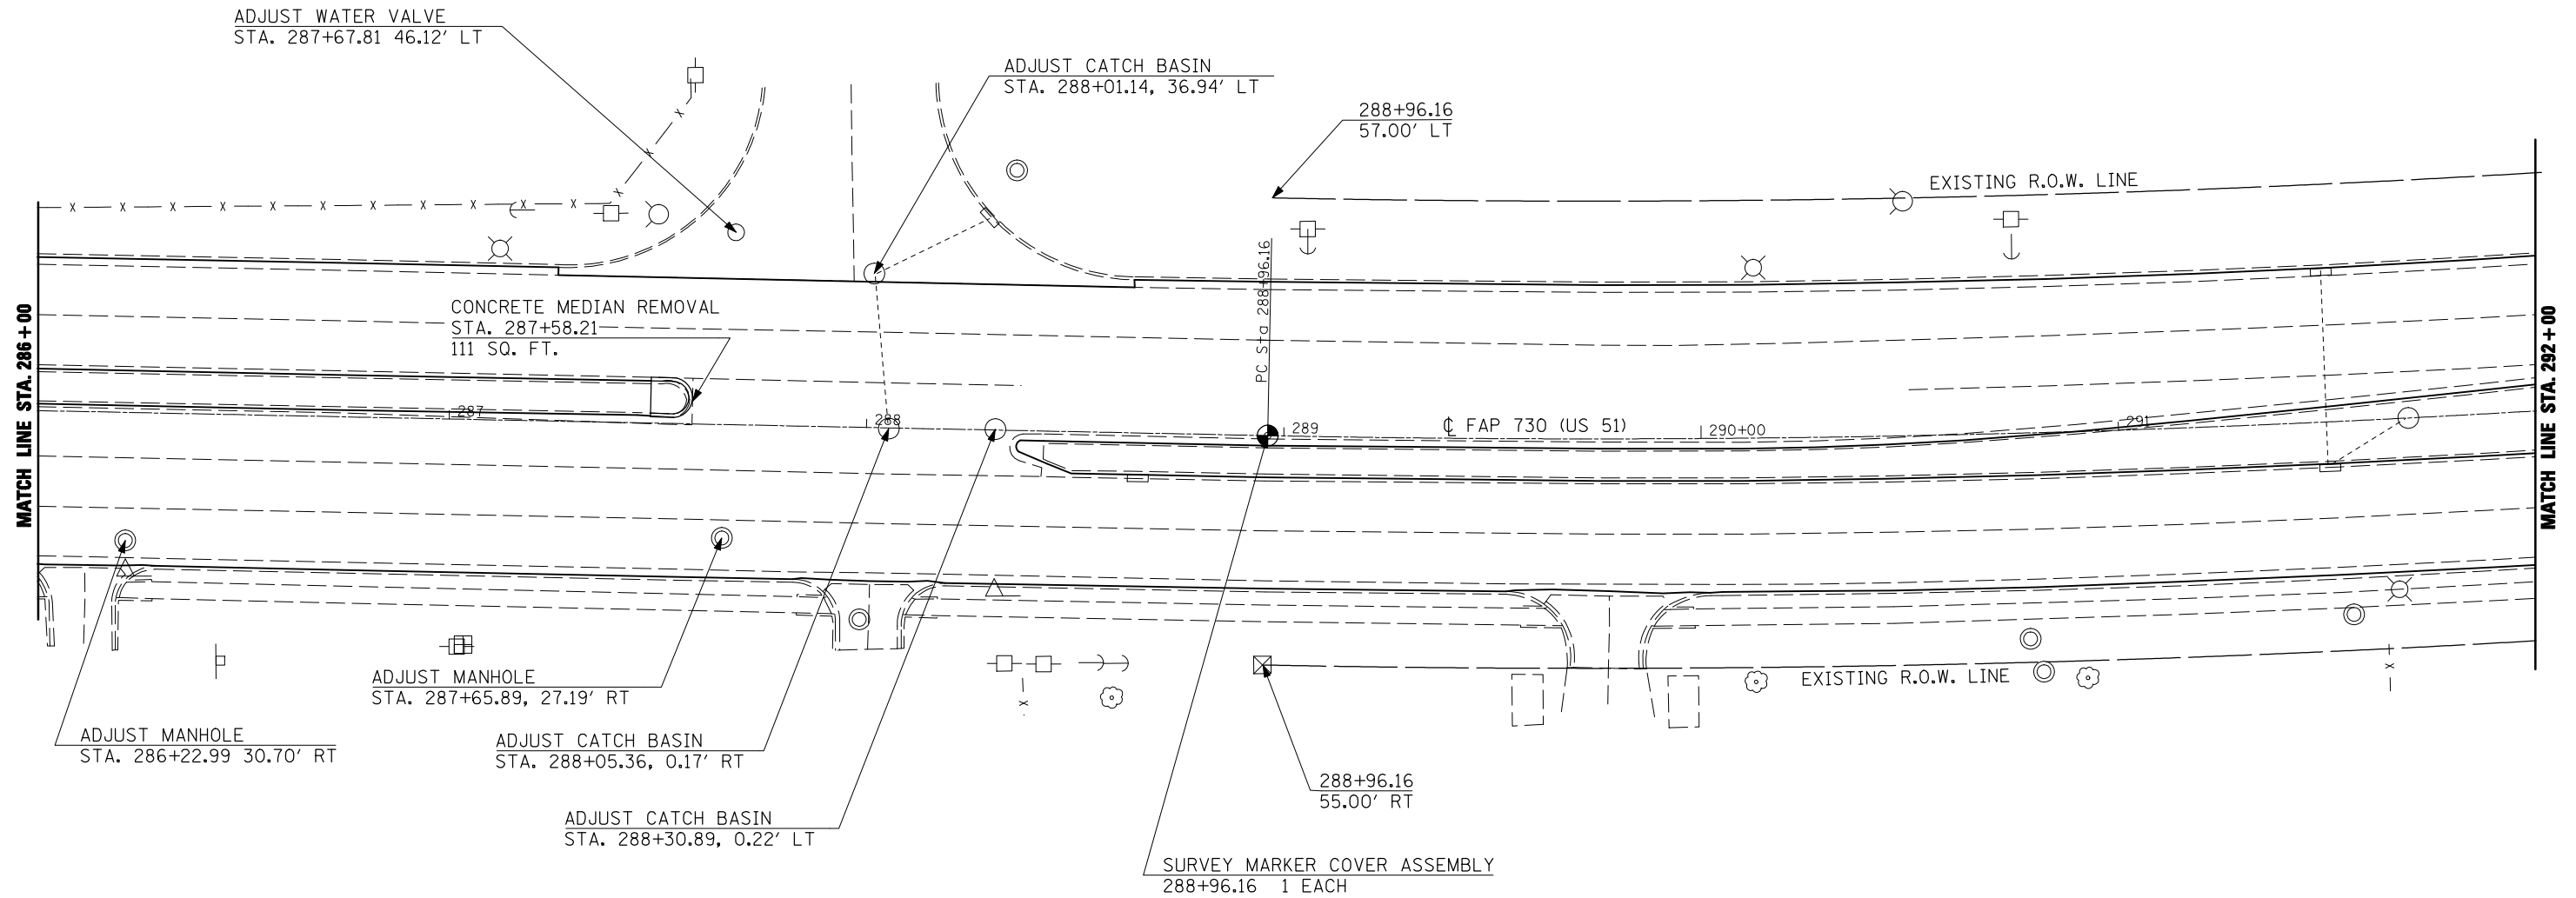 ADJUST WATER VALVE
STA. 287+67.81 46.12' LT
ADJUST CATCH BASIN
STA. 288+01.14, 36.94' LT
288+96.16
57.00' LT
EXISTING R.O.W. LINE
MATCH LINE STA. 286+00
CONCRETE MEDIAN REMOVAL
STA. 287+58.21
111 SQ. FT.
PC Sta 288+96.16
MATCH LINE STA. 292+00
287
288
289
℄ FAP 730 (US 51)
290+00
291
ADJUST MANHOLE
STA. 287+65.89, 27.19' RT
EXISTING R.O.W. LINE
ADJUST MANHOLE
STA. 286+22.99 30.70' RT
ADJUST CATCH BASIN
STA. 288+05.36, 0.17' RT
288+96.16
55.00' RT
ADJUST CATCH BASIN
STA. 288+30.89, 0.22' LT
SURVEY MARKER COVER ASSEMBLY
288+96.16 1 EACH